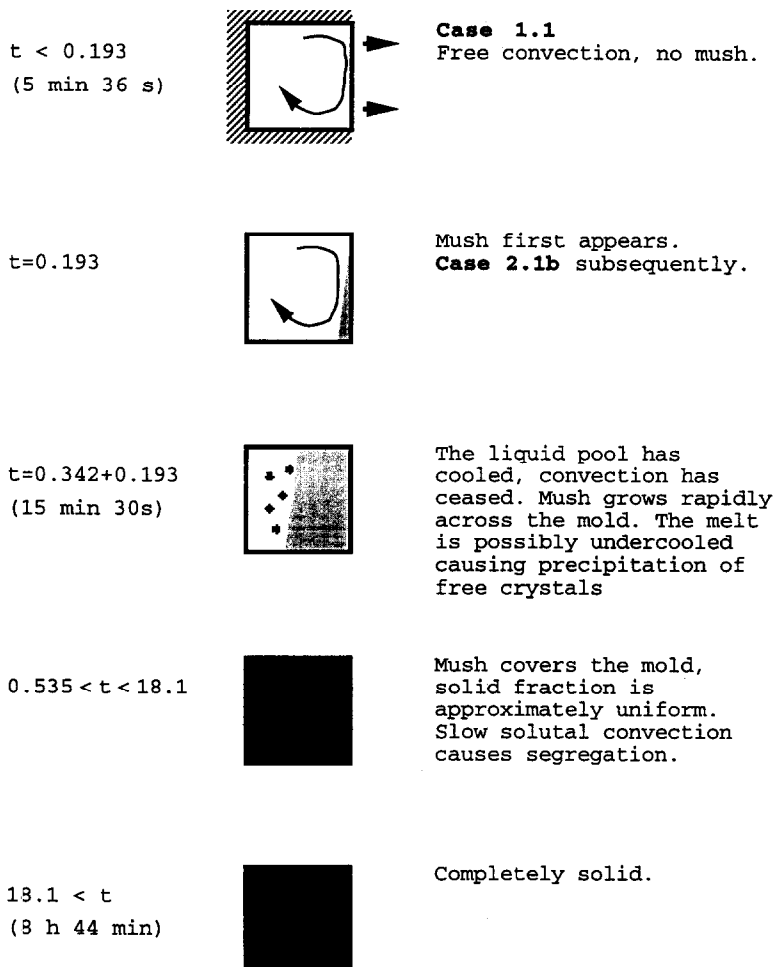 t < 0.193
(5 min 36 s)
Case 1.1
Free convection, no mush.
t=0.193
Mush first appears.
Case 2.1b subsequently.
t=0.342+0.193
(15 min 30s)
The liquid pool has
cooled, convection has
ceased. Mush grows rapidly
across the mold. The melt
is possibly undercooled
causing precipitation of
free crystals
0.535 < t < 18.1
Mush covers the mold,
solid fraction is
approximately uniform.
Slow solutal convection
causes segregation.
18.1 < t
(8 h 44 min)
Completely solid.